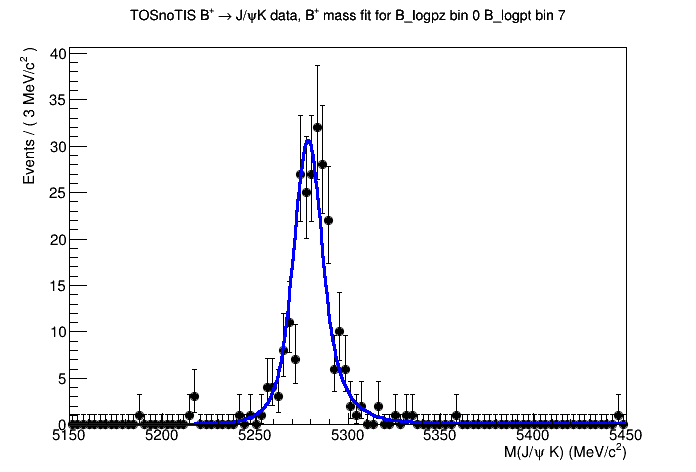 TOSnoTIS B⁺ → J/ψK data, B⁺ mass fit for B_logpz bin 0 B_logpt bin 7
Events / ( 3 MeV/c² )
40
35
30
25
20
15
10
5
0
5150 5200 5250 5300 5350 5400 5450
M(J/ψ K) (MeV/c²)